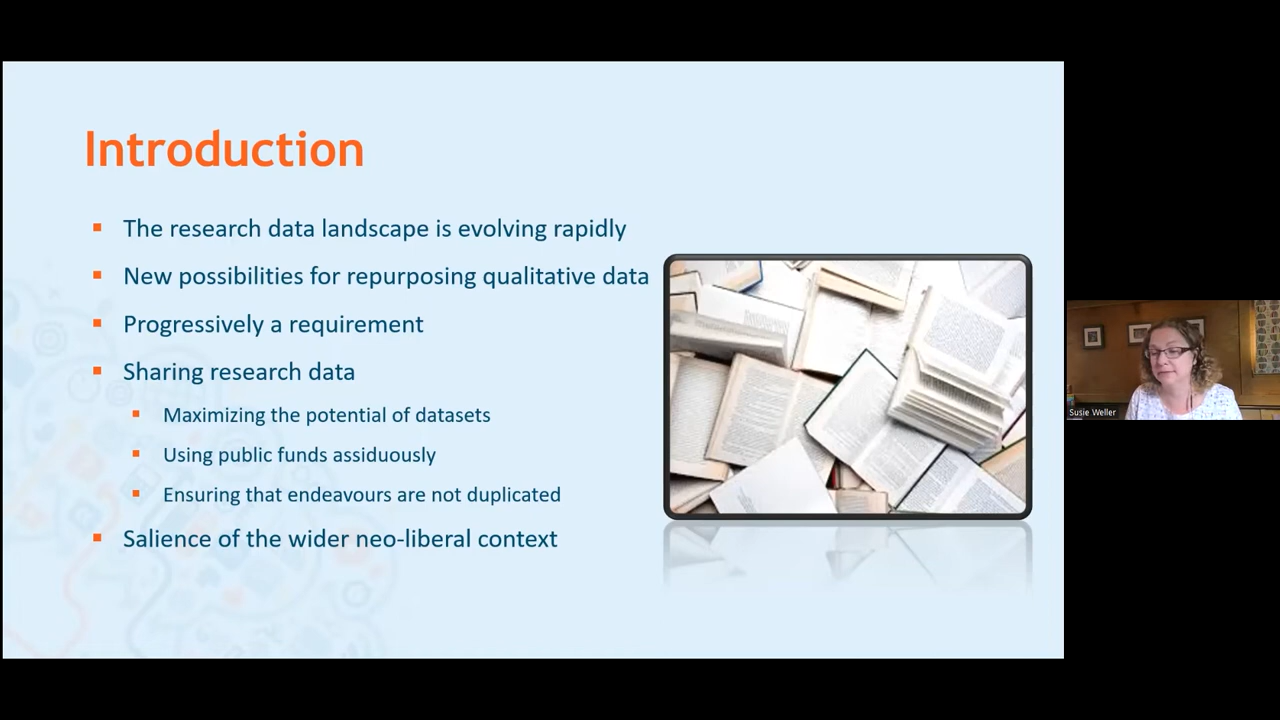 Introduction
The research data landscape is evolving rapidly
New possibilities for repurposing qualitative data
Progressively a requirement
Sharing research data
Maximizing the potential of datasets
Using public funds assiduously
Ensuring that endeavours are not duplicated
Salience of the wider neo-liberal context
Susie Weller